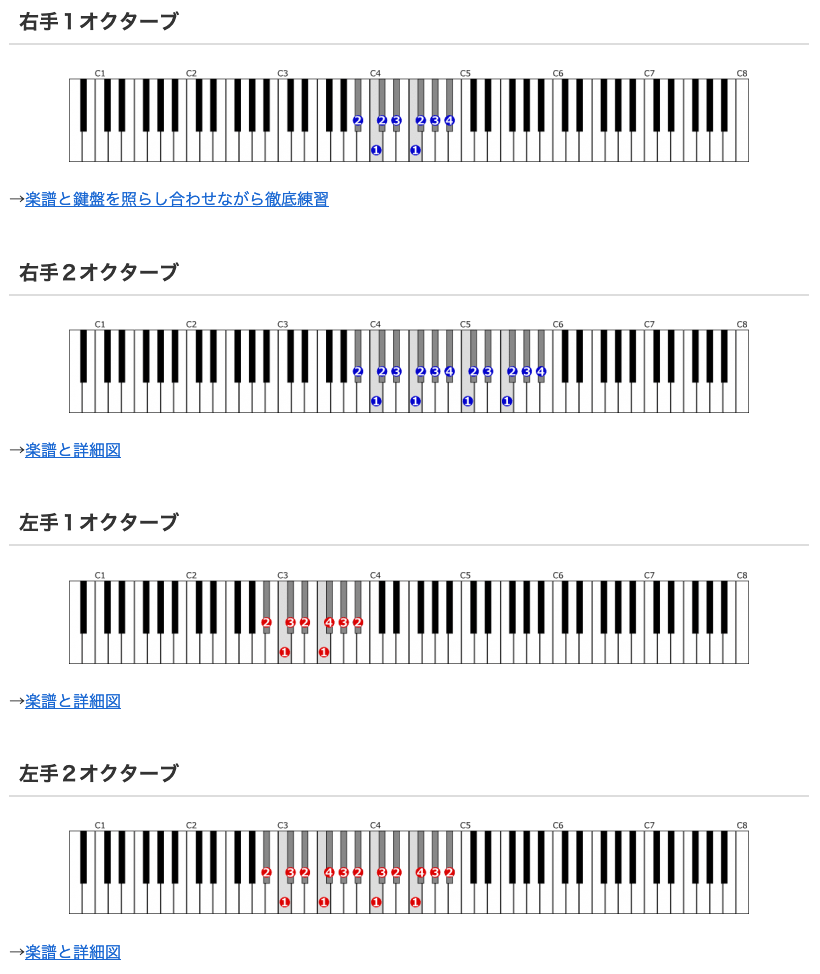 右手１オクターブ
C1 C2 C3 C4 C5 C6 C7 C8
2 2 3 2 3 4
1 1
→楽譜と鍵盤を照らし合わせながら徹底練習
右手２オクターブ
C1 C2 C3 C4 C5 C6 C7 C8
2 2 3 2 3 4 2 3 2 3 4
1 1 1 1
→楽譜と詳細図
左手１オクターブ
C1 C2 C3 C4 C5 C6 C7 C8
2 3 2 4 3 2
1 1
→楽譜と詳細図
左手２オクターブ
C1 C2 C3 C4 C5 C6 C7 C8
2 3 2 4 3 2 3 2 4 3 2
1 1 1 1
→楽譜と詳細図